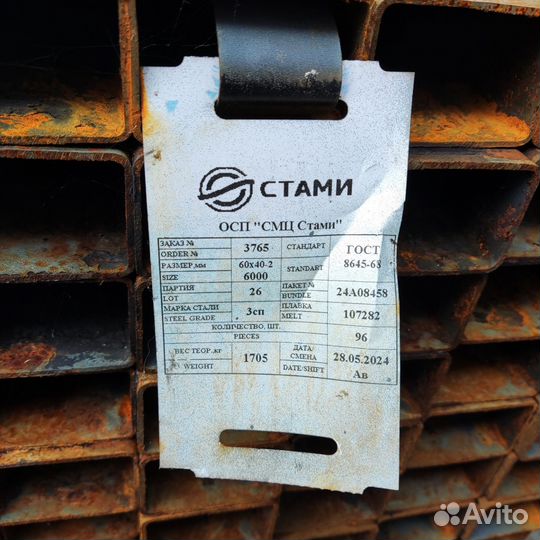 СТАМИ
ОСП "СМЦ Стами"
ЗАКАЗ № 3765 СТАНДАРТ ГОСТ
ORDER №
РАЗМЕР,мм 60х40-2 STANDART 8645-68
SIZE 6000
ПАРТИЯ 26 ПАКЕТ № 24А08458
LOT BUNDLE
МАРКА СТАЛИ 3сп ПЛАВКА 107282
STEEL GRADE MELT
КОЛИЧЕСТВО, ШТ. 96
PIECES
ВЕС ТЕОР.,кг 1705 ДАТА/ 28.05.2024
СМЕНА
WEIGHT DATE/SHIFT Ав
Avito